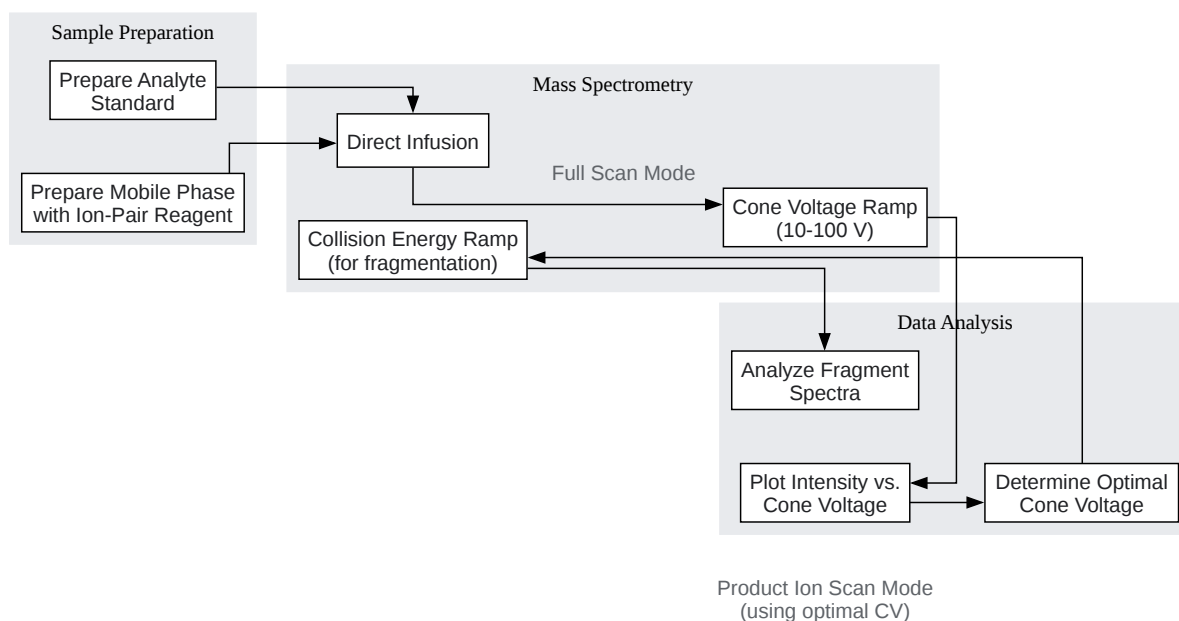 Sample Preparation
Prepare Analyte
Standard
Prepare Mobile Phase
with Ion-Pair Reagent
Mass Spectrometry
Direct Infusion
Full Scan Mode
Cone Voltage Ramp
(10-100 V)
Collision Energy Ramp
(for fragmentation)
Data Analysis
Analyze Fragment
Spectra
Plot Intensity vs.
Cone Voltage
Determine Optimal
Cone Voltage
Product Ion Scan Mode
(using optimal CV)